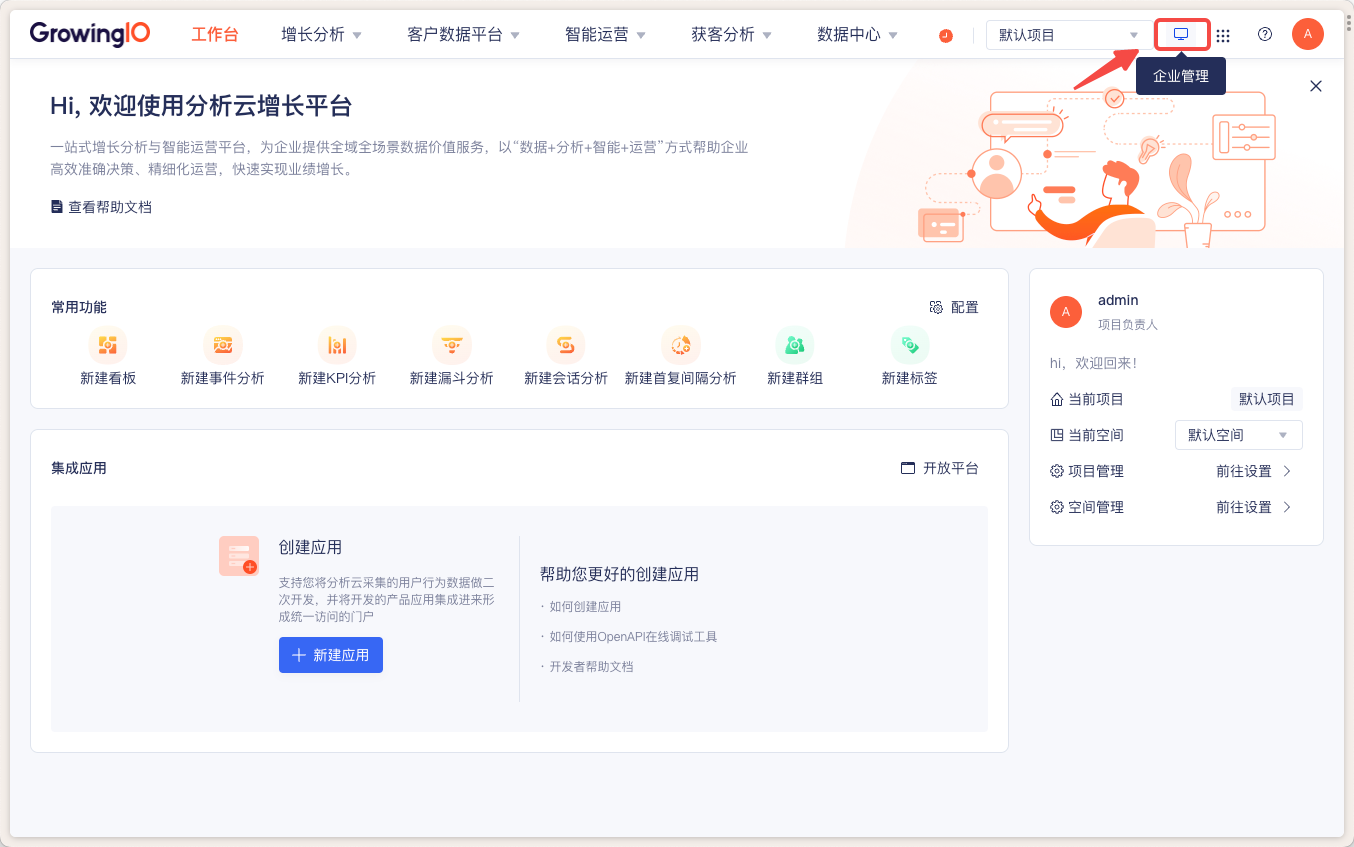 GrowingIO
工作台
增长分析
客户数据平台
智能运营
获客分析
数据中心
默认项目
A
企业管理
Hi, 欢迎使用分析云增长平台
一站式增长分析与智能运营平台，为企业提供全域全场景数据价值服务，以“数据+分析+智能+运营”方式帮助企业
高效准确决策、精细化运营，快速实现业绩增长。
查看帮助文档
常用功能
配置
新建看板
新建事件分析
新建KPI分析
新建漏斗分析
新建会话分析
新建首复间隔分析
新建群组
新建标签
集成应用
开放平台
创建应用
支持您将分析云采集的用户行为数据做二
次开发，并将开发的产品应用集成进来形
成统一访问的门户
新建应用
帮助您更好的创建应用
· 如何创建应用
· 如何使用OpenAPI在线调试工具
· 开发者帮助文档
A
admin
项目负责人
hi，欢迎回来!
当前项目
默认项目
当前空间
默认空间
项目管理
前往设置
空间管理
前往设置